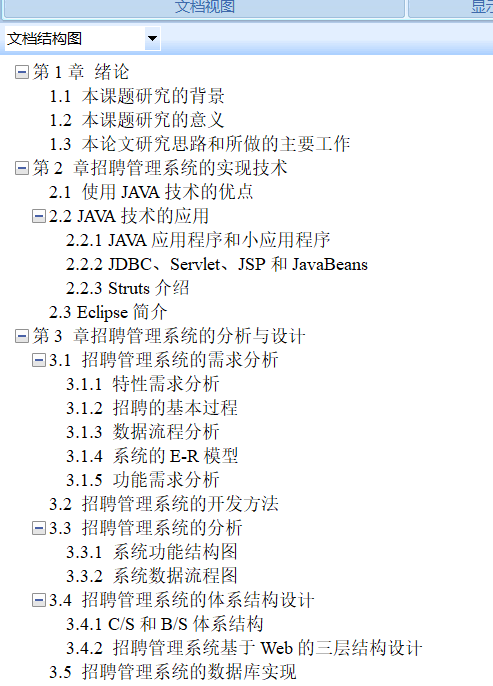 文档视图
显示
文档结构图
第 1 章 绪论
1.1 本课题研究的背景
1.2 本课题研究的意义
1.3 本论文研究思路和所做的主要工作
第 2 章招聘管理系统的实现技术
2.1 使用 JAVA 技术的优点
2.2 JAVA 技术的应用
2.2.1 JAVA 应用程序和小应用程序
2.2.2 JDBC、Servlet、JSP 和 JavaBeans
2.2.3 Struts 介绍
2.3 Eclipse 简介
第 3 章招聘管理系统的分析与设计
3.1 招聘管理系统的需求分析
3.1.1 特性需求分析
3.1.2 招聘的基本过程
3.1.3 数据流程分析
3.1.4 系统的 E-R 模型
3.1.5 功能需求分析
3.2 招聘管理系统的开发方法
3.3 招聘管理系统的分析
3.3.1 系统功能结构图
3.3.2 系统数据流程图
3.4 招聘管理系统的体系结构设计
3.4.1 C/S 和 B/S 体系结构
3.4.2 招聘管理系统基于 Web 的三层结构设计
3.5 招聘管理系统的数据库实现